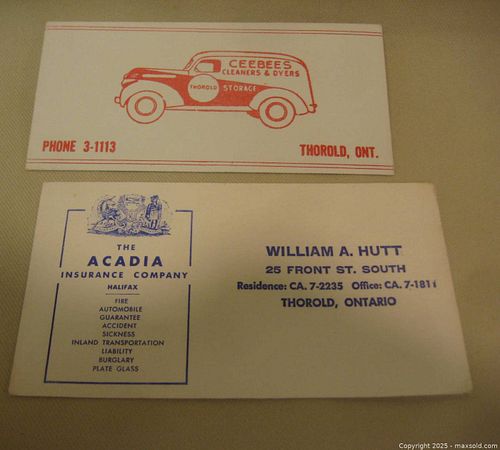 CEEBEES
CLEANERS & DYERS
THOROLD STORAGE
PHONE 3-1113
THOROLD, ONT.
THE
ACADIA
INSURANCE COMPANY
HALIFAX
FIRE
AUTOMOBILE
GUARANTEE
ACCIDENT
SICKNESS
INLAND TRANSPORTATION
LIABILITY
BURGLARY
PLATE GLASS
WILLIAM A. HUTT
25 FRONT ST. SOUTH
Residence: CA. 7-2235 Office: CA. 7-1811
THOROLD, ONTARIO
Copyright © 2025 - maxsold.com